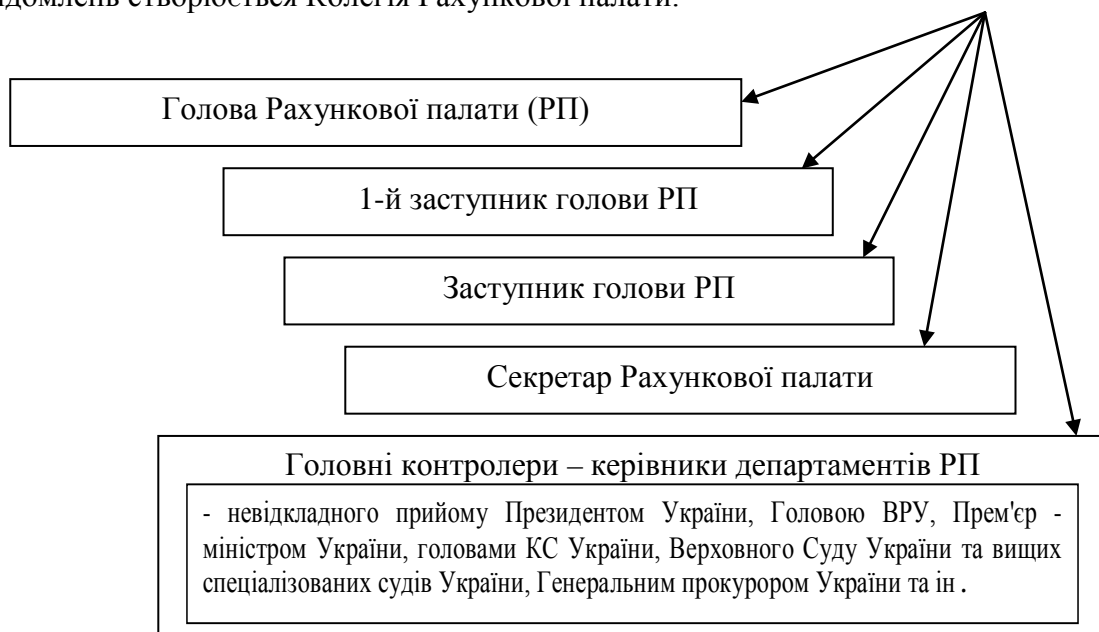 створюється Колегія Рахункової палати.
Голова Рахункової палати (РП)
1-й заступник голови РП
Заступник голови РП
Секретар Рахункової палати
Головні контролери – керівники департаментів РП
- невідкладного прийому Президентом України, Головою ВРУ, Прем'єр -
міністром України, головами КС України, Верховного Суду України та вищих
спеціалізованих судів України, Генеральним прокурором України та ін .